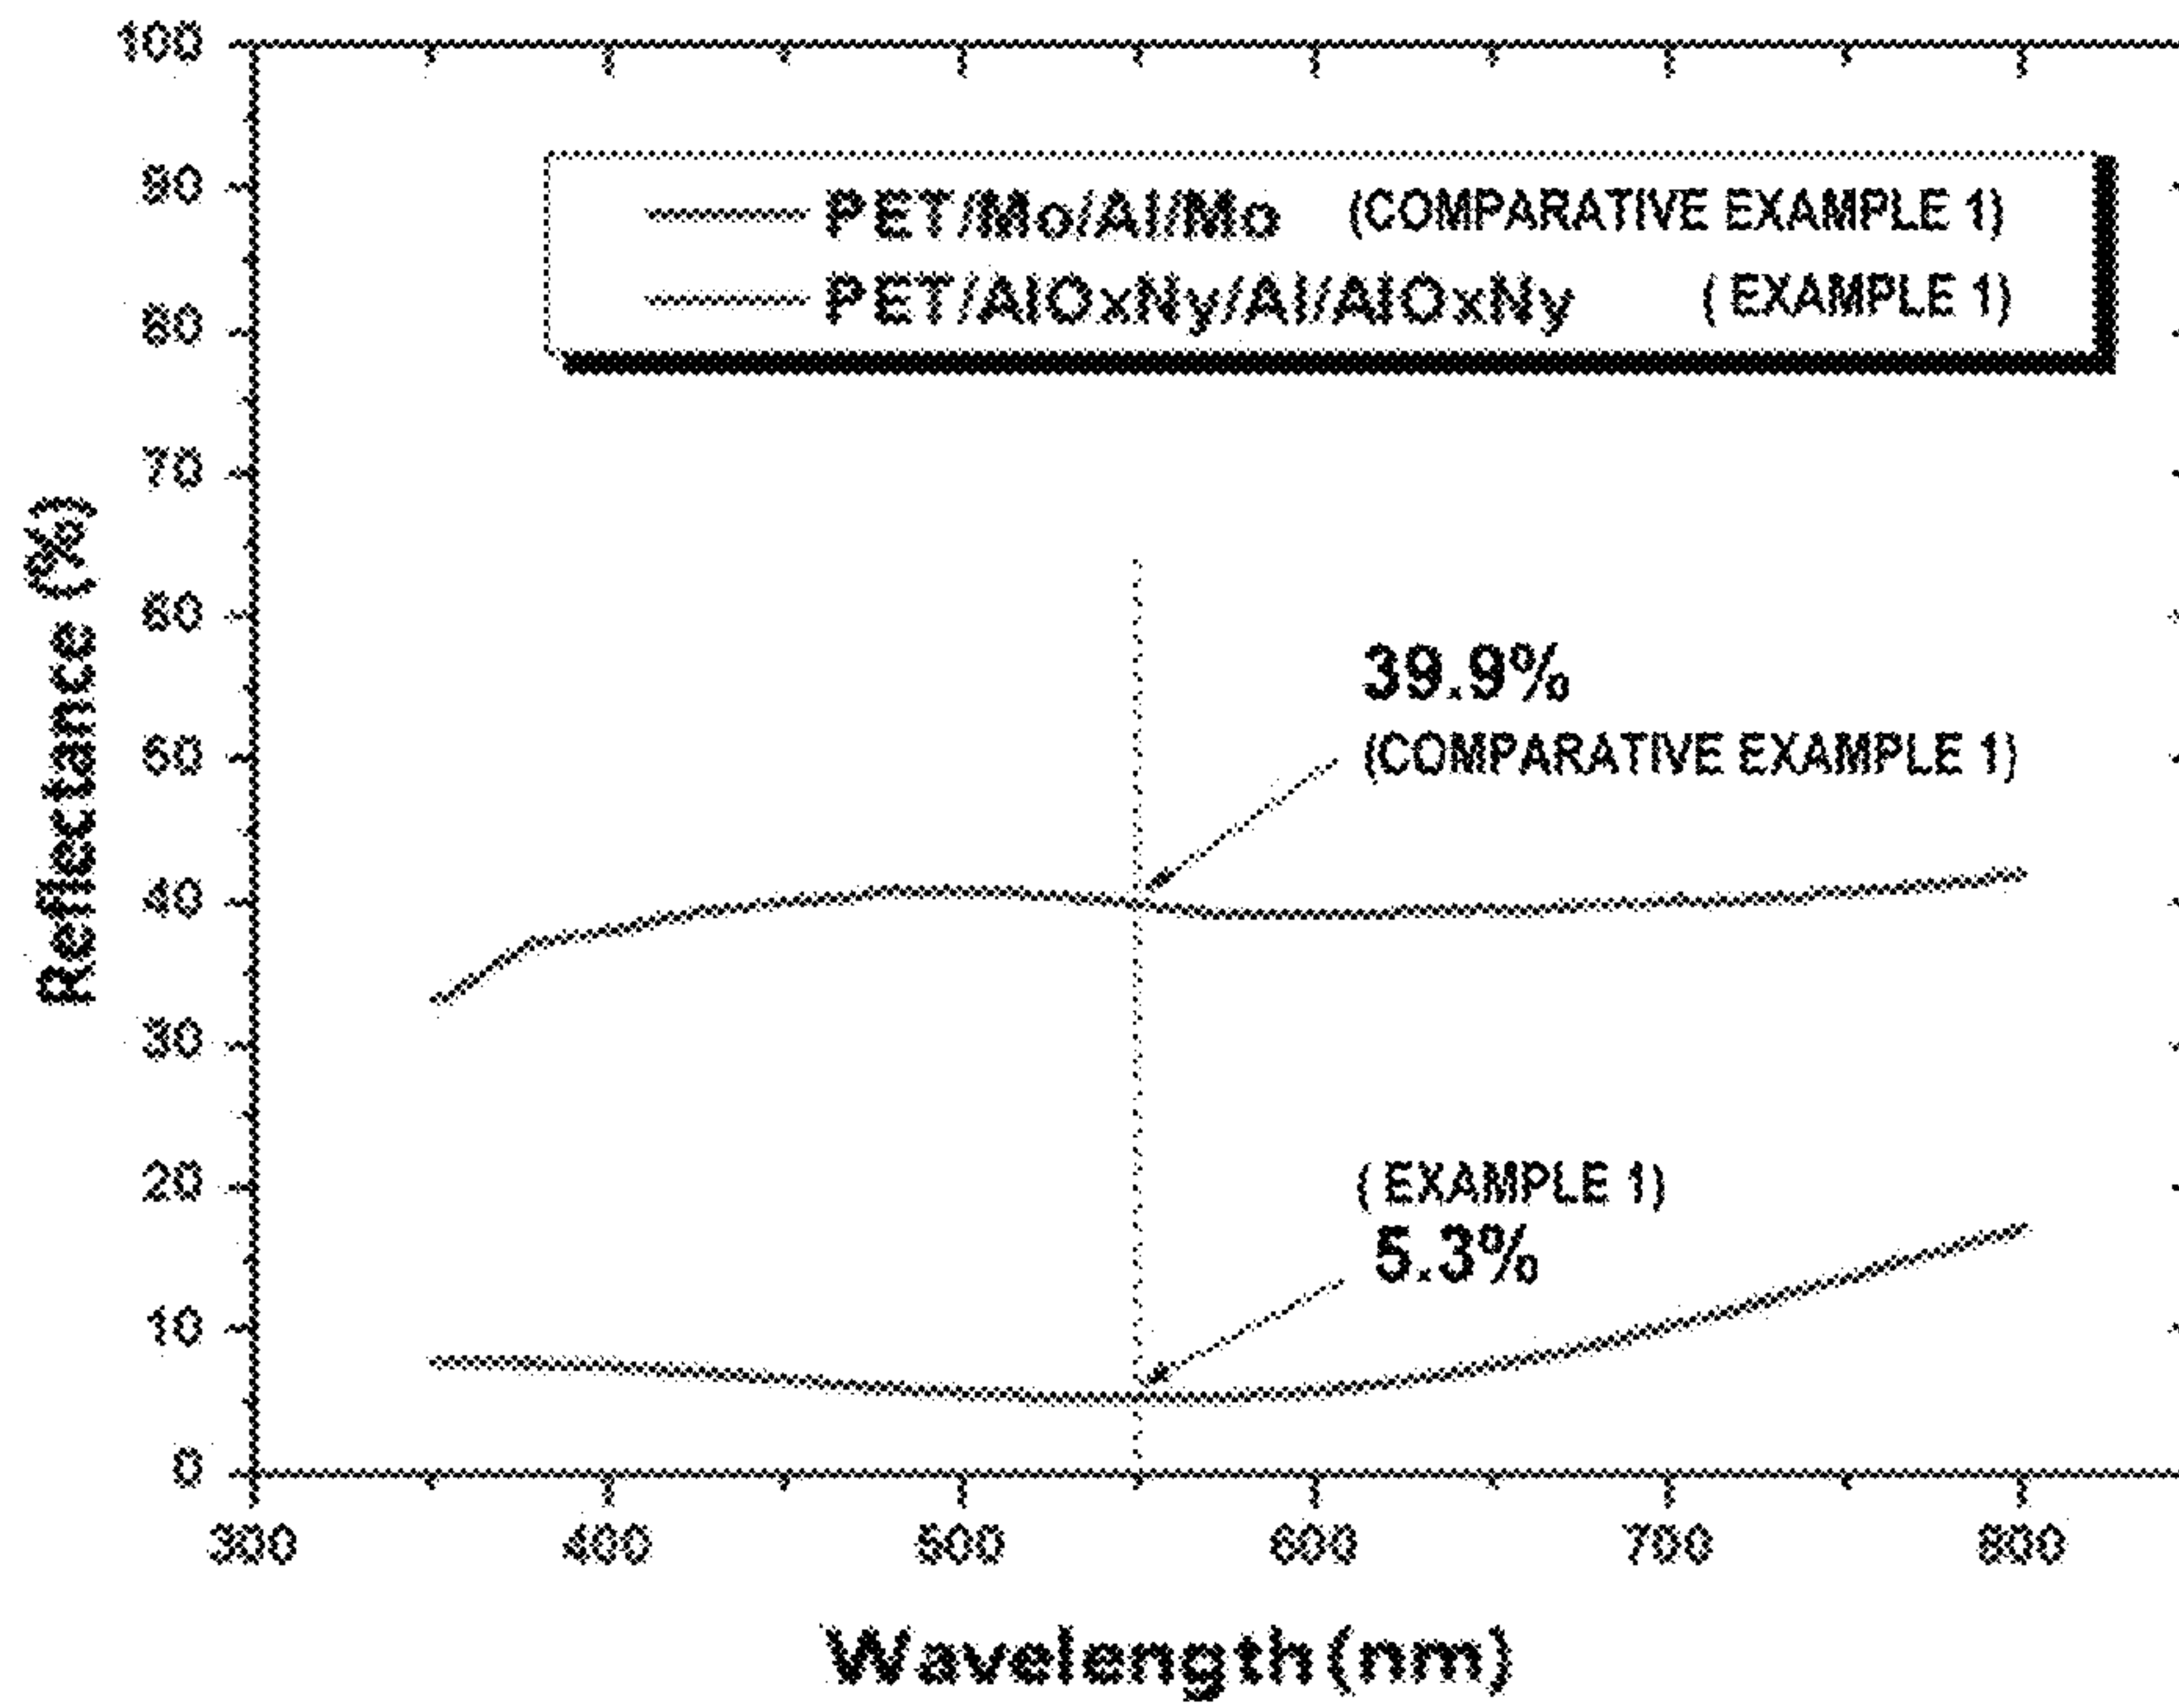 100
90
80
70
60
50
40
30
20
10
0
Reflectance (%)
PET/Mo/Al/Mo (COMPARATIVE EXAMPLE 1)
PET/AlOxNy/Al/AlOxNy ( EXAMPLE 1)
39.9%
(COMPARATIVE EXAMPLE 1)
( EXAMPLE 1)
5.3%
300 400 500 600 700 800
Wavelength(nm)